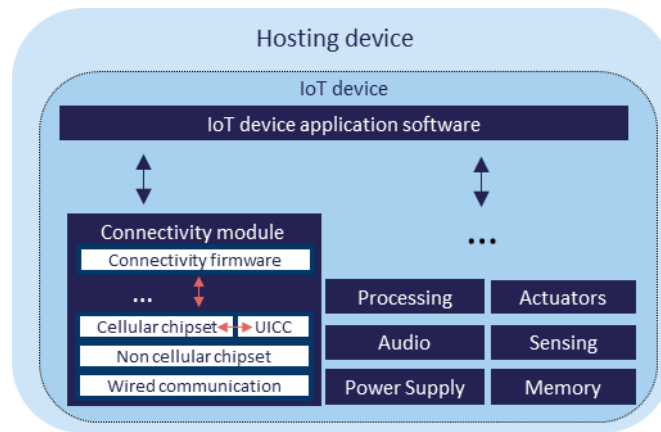 Hosting device
IoT device
IoT device application software
Connectivity module
Connectivity firmware
...
Cellular chipset
UICC
Non cellular chipset
Wired communication
...
Processing
Actuators
Audio
Sensing
Power Supply
Memory